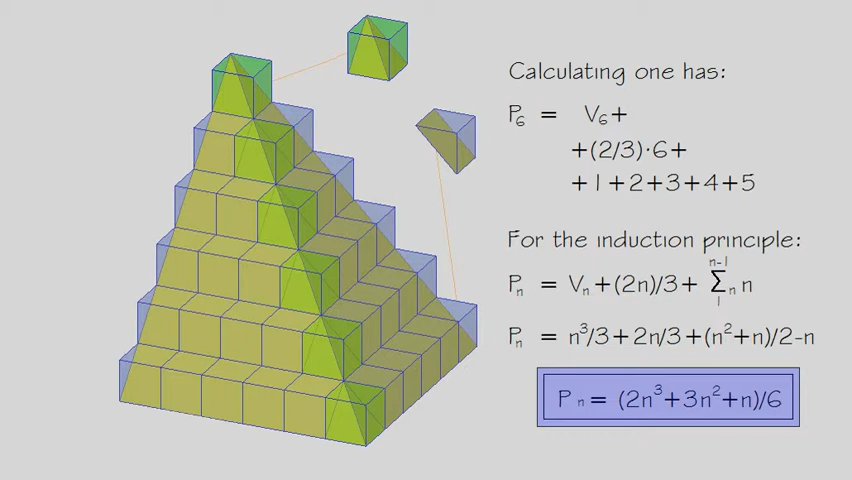 Calculating one has:
P₆ = V₆+
+(2/3)·6+
+1+2+3+4+5
For the induction principle:
n-1
Pₙ = Vₙ+(2n)/3+ Σₙ n
1
Pₙ = n³/3+2n/3+(n²+n)/2-n
Pₙ = (2n³+3n²+n)/6